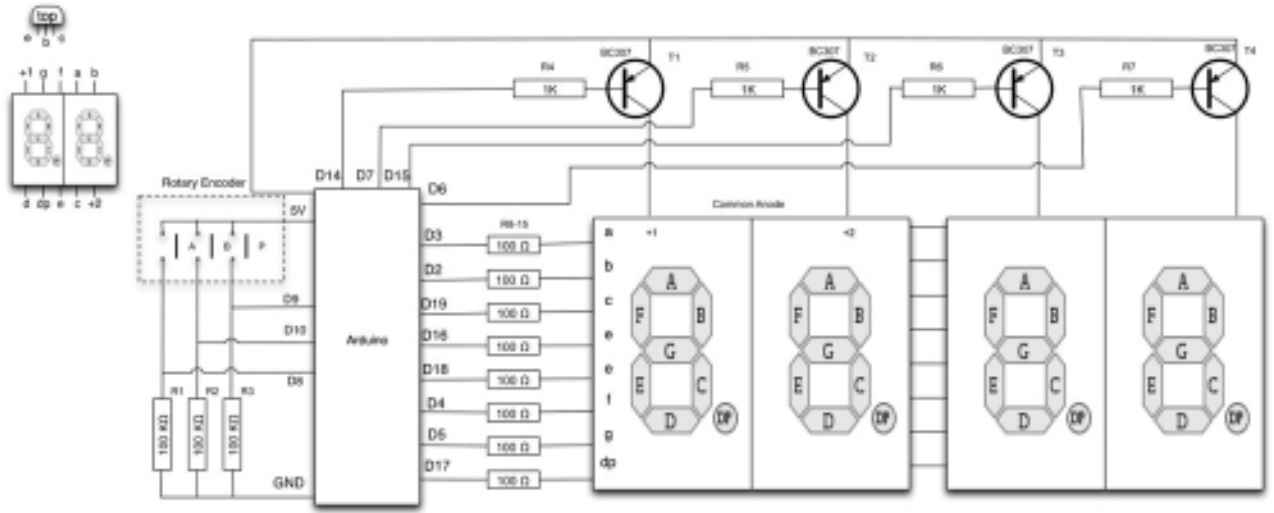 top
e b c
+1 g f a b
d dp e c +2
BC307 T1
BC307 T2
BC307 T3
BC307 T4
R4
1K
R5
1K
R6
1K
R7
1K
D14 D7 D15
D6
Rotary Encoder
5V
A B P
D9
D10
D8
R1 R2 R3
100 KΩ
100 KΩ
100 KΩ
GND
Arduino
R8-15
D3 100 Ω a
D2 100 Ω b
D19 100 Ω c
D16 100 Ω e
D18 100 Ω e
D4 100 Ω f
D5 100 Ω g
D17 100 Ω dp
Common Anode
+1 +2
A
F B
G
E C
D DP
A
F B
G
E C
D DP
A
F B
G
E C
D DP
A
F B
G
E C
D DP